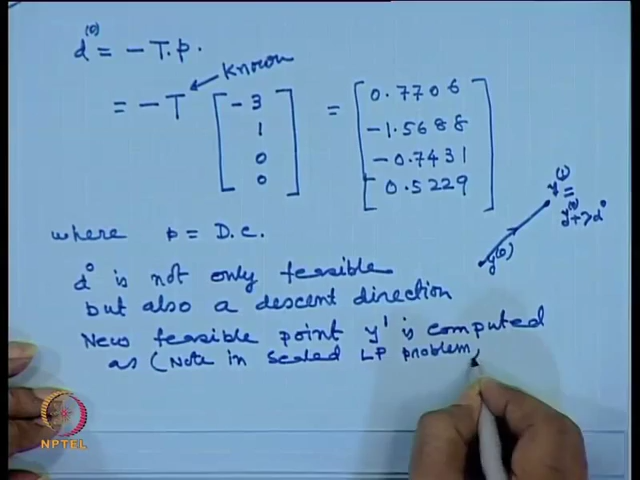 d⁽⁰⁾ = - T.p.
= - T [ -3 1 0 0 ] = [ 0.7706 -1.5688 -0.7431 0.5229 ]
known
y⁽¹⁾ =
y⁽⁰⁾ + λd⁰
y⁽⁰⁾
where p = D.c.
d⁰ is not only feasible
but also a descent direction
New feasible point y¹ is computed
as (Note in scaled LP problem,
NPTEL